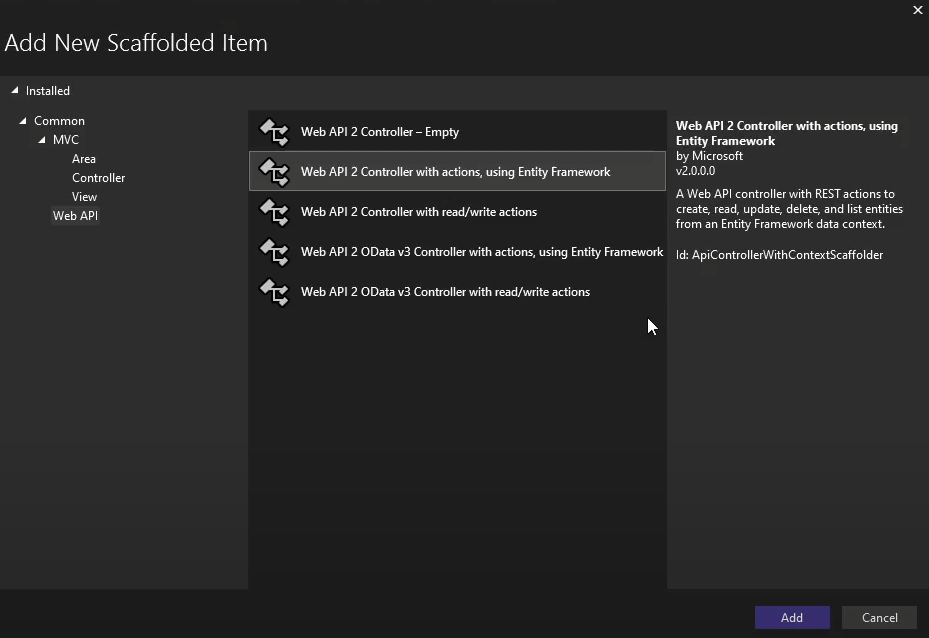 Add New Scaffolded Item
Installed
Common
MVC
Area
Controller
View
Web API
Web API 2 Controller – Empty
Web API 2 Controller with actions, using Entity Framework
Web API 2 Controller with read/write actions
Web API 2 OData v3 Controller with actions, using Entity Framework
Web API 2 OData v3 Controller with read/write actions
Web API 2 Controller with actions, using
Entity Framework
by Microsoft
v2.0.0.0
A Web API controller with REST actions to
create, read, update, delete, and list entities
from an Entity Framework data context.
Id: ApiControllerWithContextScaffolder
Add
Cancel